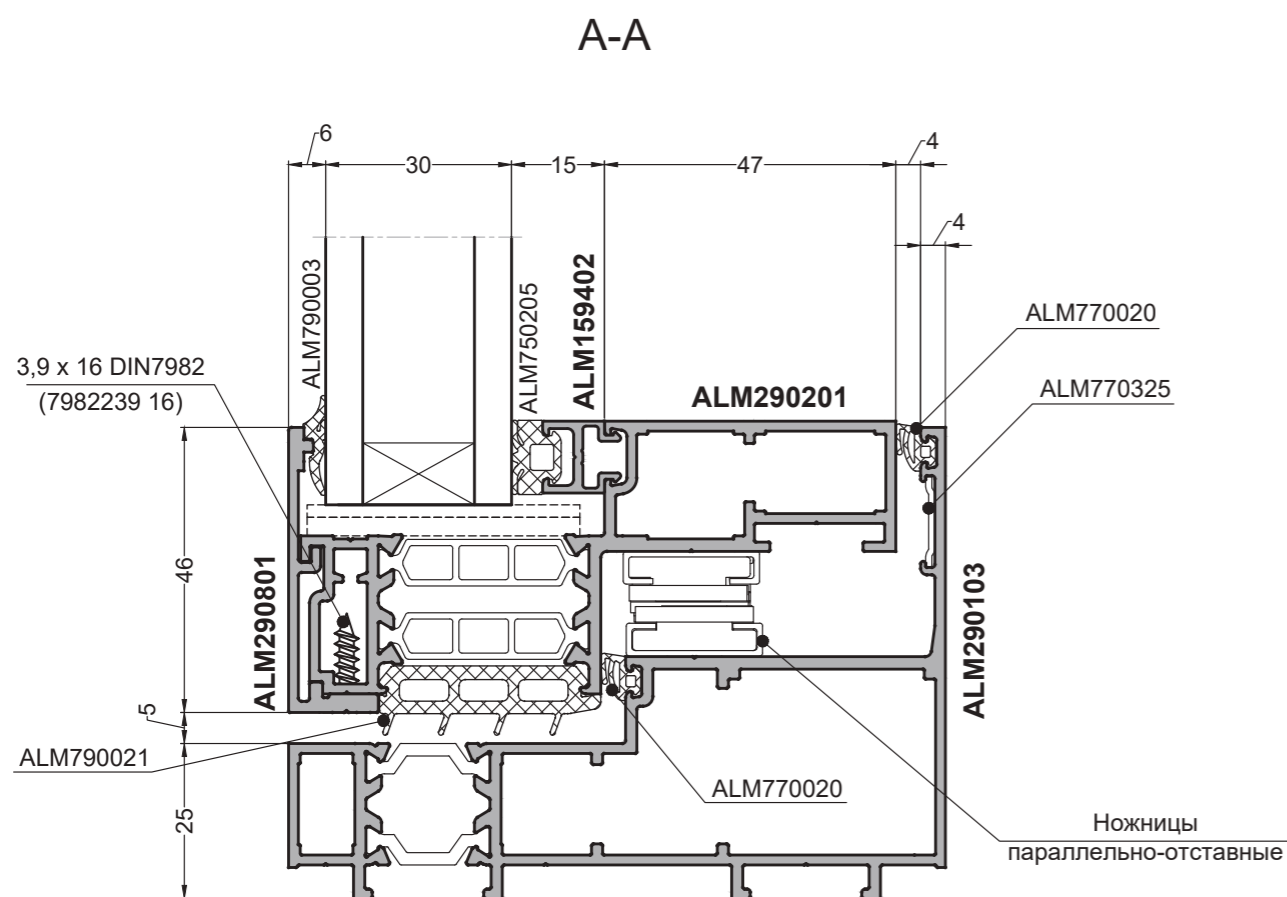 A-A
6
30
15
47
4
4
ALM790003
ALM750205
ALM159402
ALM770020
3,9 x 16 DIN7982
(7982239 16)
ALM770325
ALM290201
46
ALM290801
ALM290103
5
ALM790021
ALM770020
25
Ножницы
параллельно-отставные